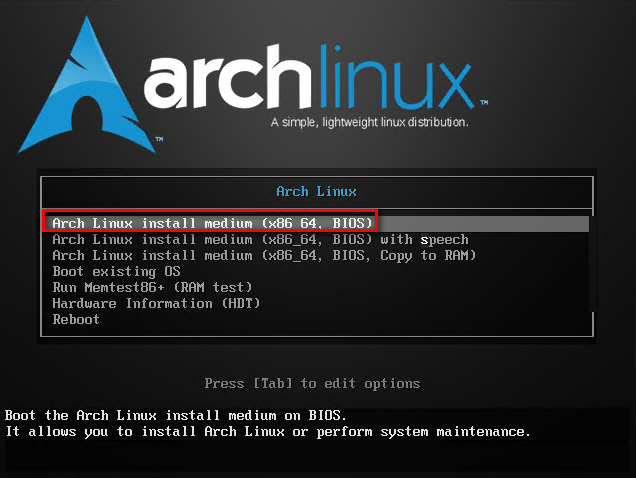 archlinux™
A simple, lightweight linux distribution.
™
Arch Linux
Arch Linux install medium (x86_64, BIOS)
Arch Linux install medium (x86_64, BIOS) with speech
Arch Linux install medium (x86_64, BIOS, Copy to RAM)
Boot existing OS
Run Memtest86+ (RAM test)
Hardware Information (HDT)
Reboot
Press [Tab] to edit options
Boot the Arch Linux install medium on BIOS.
It allows you to install Arch Linux or perform system maintenance.